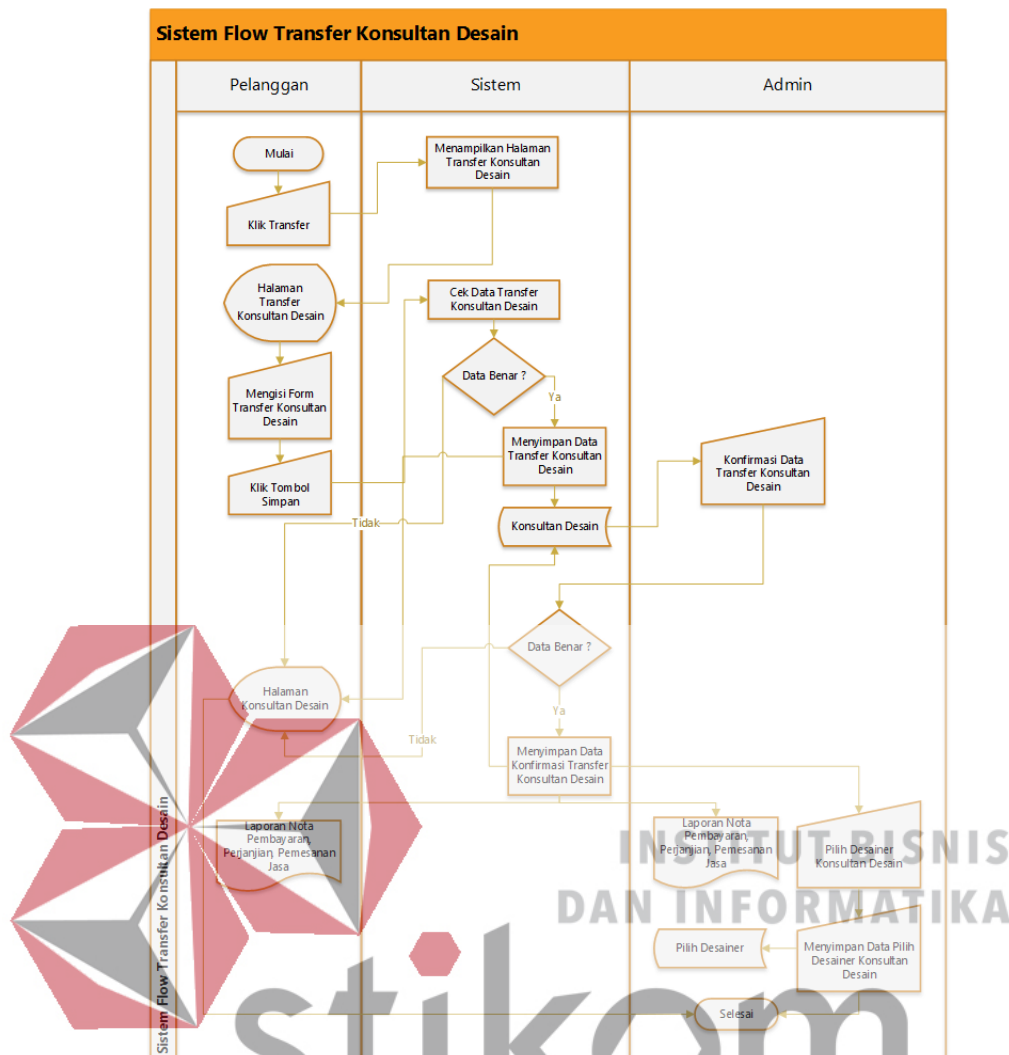 Sistem Flow Transfer Konsultan Desain
Pelanggan
Sistem
Admin
Mulai
Menampilkan Halaman
Transfer Konsultan
Desain
Klik Transfer
Halaman
Transfer
Konsultan Desain
Cek Data Transfer
Konsultan Desain
Data Benar ?
Ya
Mengisi Form
Transfer Konsultan
Desain
Menyimpan Data
Transfer Konsultan
Desain
Konfirmasi Data
Transfer Konsultan
Desain
Klik Tombol
Simpan
Tidak
Konsultan Desain
Data Benar ?
Halaman
Konsultan Desain
Ya
Tidak
Menyimpan Data
Konfirmasi Transfer
Konsultan Desain
Laporan Nota
Pembayaran,
Perjanjian, Pemesanan
Jasa
Laporan Nota
Pembayaran,
Perjanjian, Pemesanan
Jasa
Pilih Desainer
Konsultan Desain
Pilih Desainer
Menyimpan Data Pilih
Desainer Konsultan
Desain
Selesai
Sistem Flow Transfer Konsultan Desain
INSTITUT BISNIS
DAN INFORMATIKA
stikom